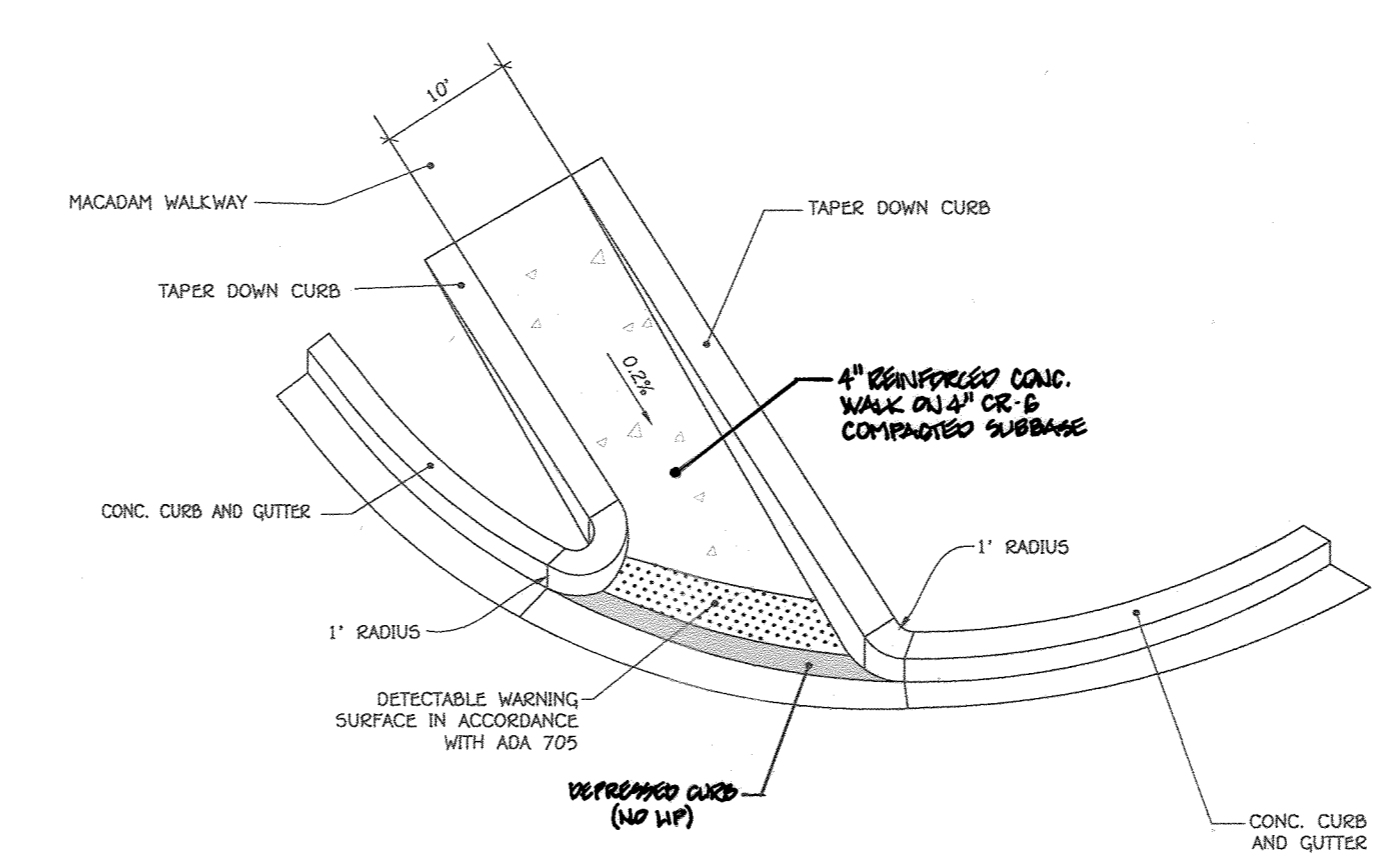 10'
MACADAM WALKWAY
TAPER DOWN CURB
TAPER DOWN CURB
0.2%
4" REINFORCED CONC.
WALK ON 4" CR-6
COMPACTED SUBBASE
CONC. CURB AND GUTTER
1' RADIUS
1' RADIUS
DETECTABLE WARNING
SURFACE IN ACCORDANCE
WITH ADA 705
DEPRESSED CURB
(NO LIP)
CONC. CURB
AND GUTTER